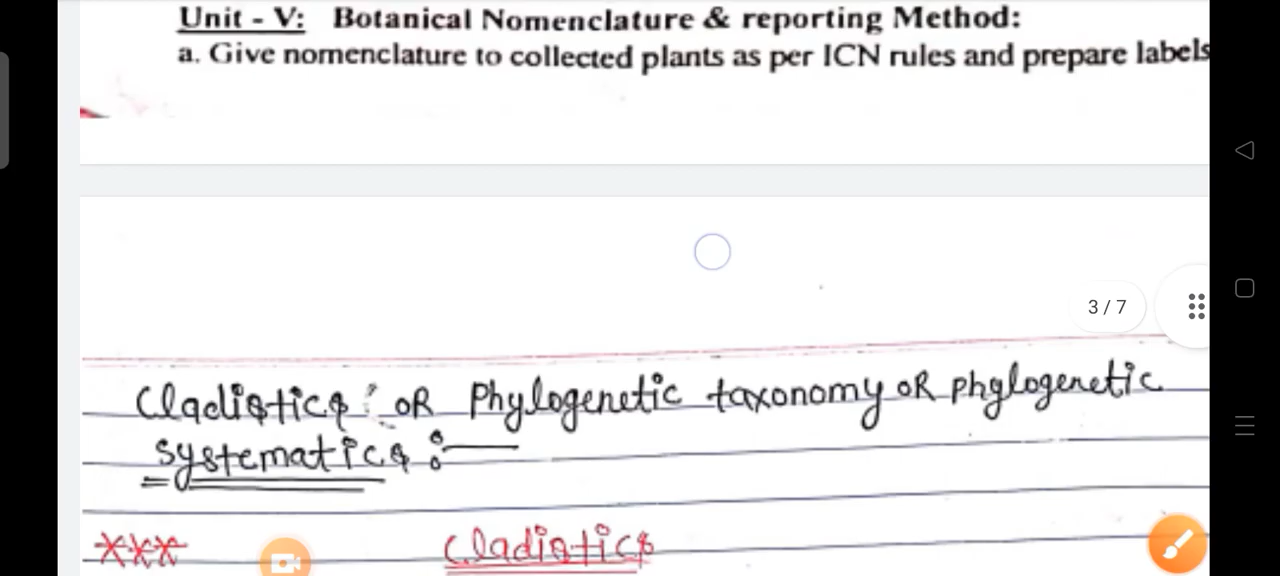 Unit - V: Botanical Nomenclature & reporting Method:
a. Give nomenclature to collected plants as per ICN rules and prepare labels
3 / 7
Cladistics: OR Phylogenetic taxonomy OR phylogenetic
systematics :—
*** Cladistics